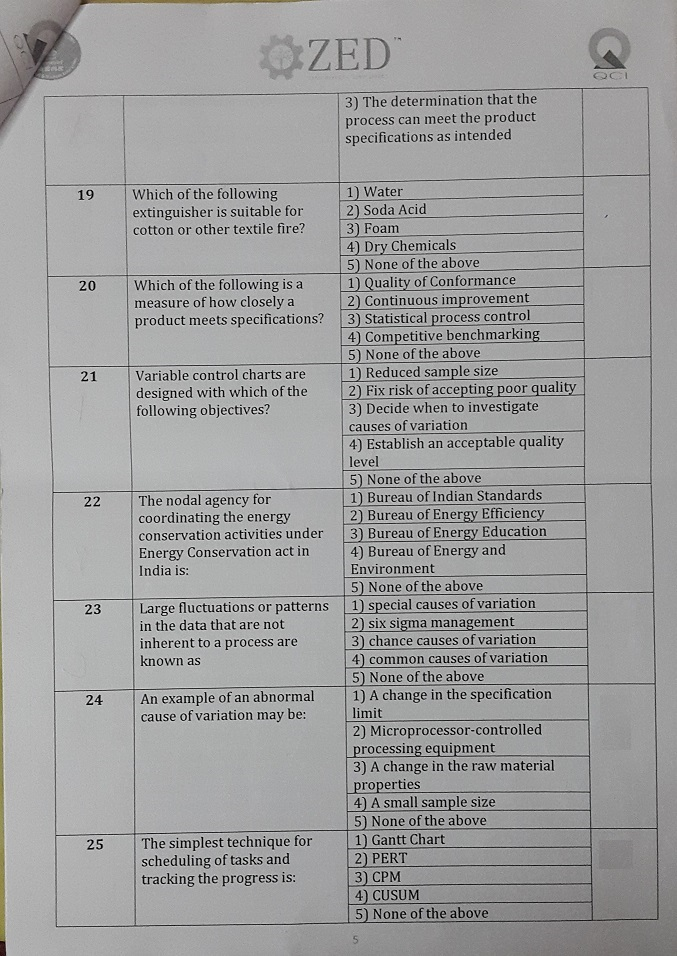 ZED™
QCI
3) The determination that the
process can meet the product
specifications as intended
19
Which of the following
extinguisher is suitable for
cotton or other textile fire?
1) Water
2) Soda Acid
3) Foam
4) Dry Chemicals
5) None of the above
20
Which of the following is a
measure of how closely a
product meets specifications?
1) Quality of Conformance
2) Continuous improvement
3) Statistical process control
4) Competitive benchmarking
5) None of the above
21
Variable control charts are
designed with which of the
following objectives?
1) Reduced sample size
2) Fix risk of accepting poor quality
3) Decide when to investigate
causes of variation
4) Establish an acceptable quality
level
5) None of the above
22
The nodal agency for
coordinating the energy
conservation activities under
Energy Conservation act in
India is:
1) Bureau of Indian Standards
2) Bureau of Energy Efficiency
3) Bureau of Energy Education
4) Bureau of Energy and
Environment
5) None of the above
23
Large fluctuations or patterns
in the data that are not
inherent to a process are
known as
1) special causes of variation
2) six sigma management
3) chance causes of variation
4) common causes of variation
5) None of the above
24
An example of an abnormal
cause of variation may be:
1) A change in the specification
limit
2) Microprocessor-controlled
processing equipment
3) A change in the raw material
properties
4) A small sample size
5) None of the above
25
The simplest technique for
scheduling of tasks and
tracking the progress is:
1) Gantt Chart
2) PERT
3) CPM
4) CUSUM
5) None of the above
5